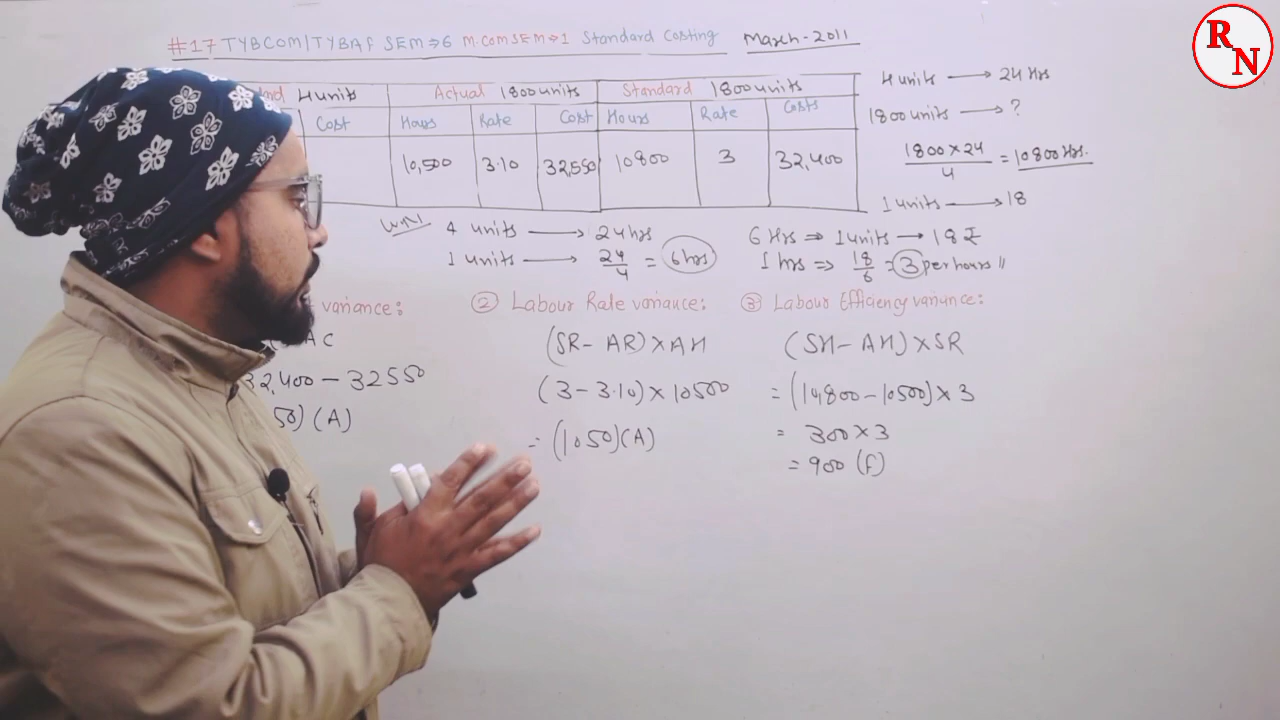 #17 TYBCOM/TYBAF SEM⇒6 M.COM SEM⇒1 Standard Costing March-2011
R N
4 units → 24 Hrs
4 units Actual 1800 units Standard 1800 units
Cost Hours Rate Cost Hours Rate Costs
1800 units → ?
10,500 3.10 32,550 10800 3 32,400
1800 × 24 / 4 = 10800 Hrs.
1 units → 18
WN1 4 units → 24 hrs 6 Hrs ⇒ 1 units → 18 ₹
1 units → 24/4 = 6 hrs 1 hrs ⇒ 18/6 = 3 per hours //
variance: ② Labour Rate variance: ③ Labour Efficiency variance:
AC (SR - AR) × AH (SH - AH) × SR
32,400 - 32550 (3 - 3.10) × 10500 = (10,800 - 10500) × 3
50) (A) = (1050) (A) = 300 × 3
= 900 (F)